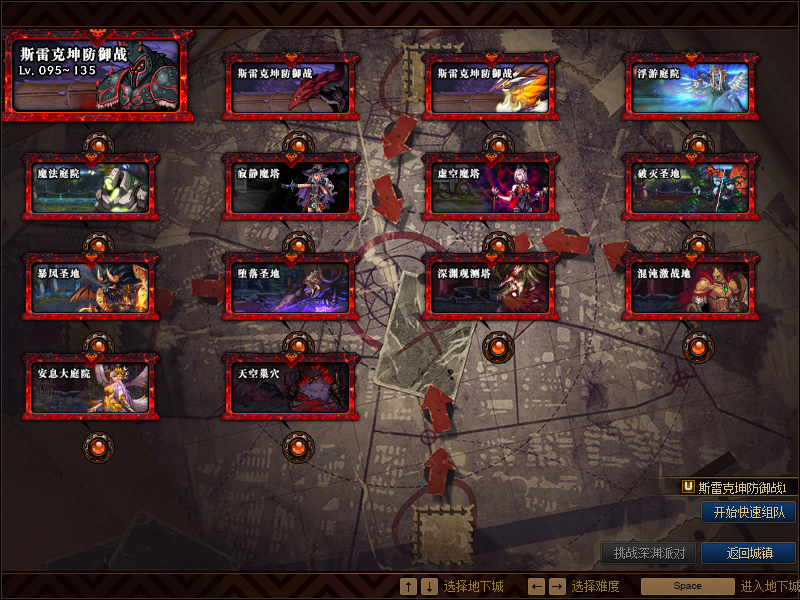 斯雷克坤防御战
Lv. 095~135
斯雷克坤防御战
斯雷克坤防御战
浮游庭院
魔法庭院
寂静魔塔
虚空魔塔
破灭圣地
暴风圣地
堕落圣地
深渊观测塔
混沌激战地
安息大庭院
天空巢穴
U 斯雷克坤防御战1
开始快速组队
挑战深渊派对
返回城镇
↑ ↓ 选择地下城
← → 选择难度
Space 进入地下城